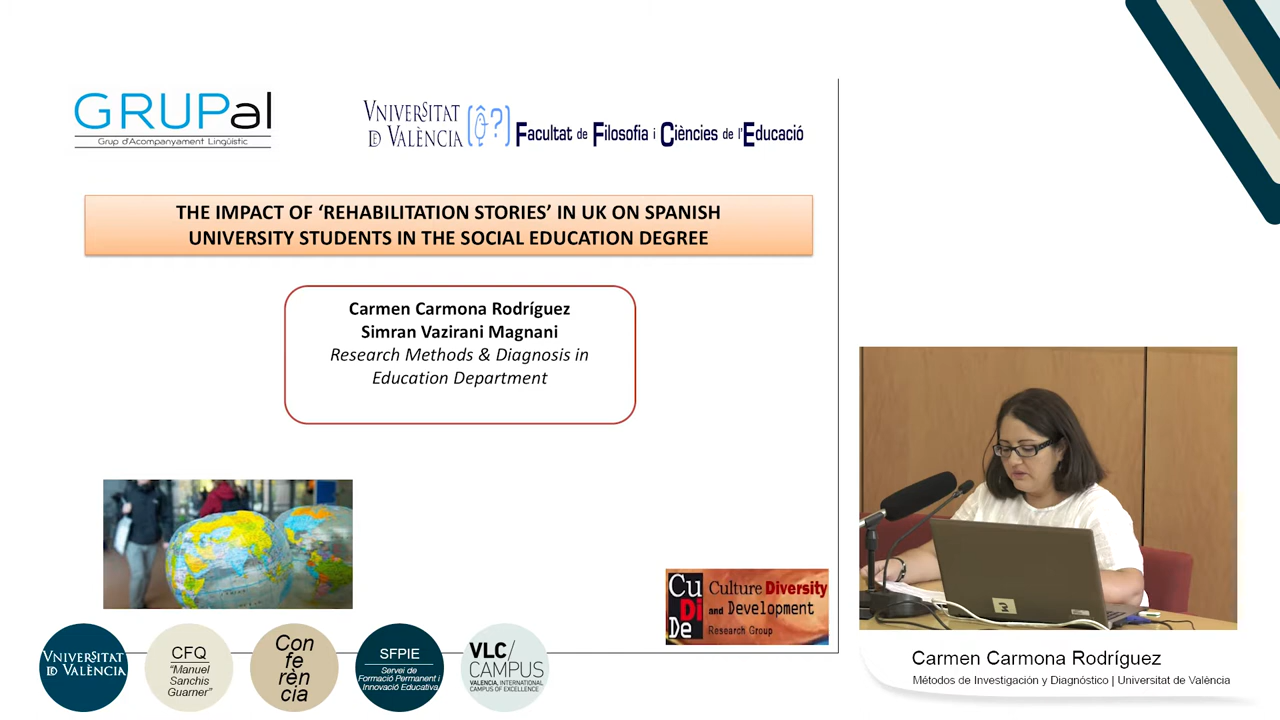 GRUPal
Grup d'Acompanyament Lingüístic
VNIVERSITAT
DE VALÈNCIA
Facultat de Filosofia i Ciències de l'Educació
THE IMPACT OF ‘REHABILITATION STORIES’ IN UK ON SPANISH
UNIVERSITY STUDENTS IN THE SOCIAL EDUCATION DEGREE
Carmen Carmona Rodríguez
Simran Vazirani Magnani
Research Methods & Diagnosis in
Education Department
Cu
Di
De
Culture Diversity
and Development
Research Group
VNIVERSITAT
DE VALÈNCIA
CFQ
“Manuel
Sanchis
Guarner”
Con
fe
rèn
cia
SFPIE
Servei de
Formació Permanent i
Innovació Educativa
VLC/
CAMPUS
VALENCIA, INTERNATIONAL
CAMPUS OF EXCELLENCE
Carmen Carmona Rodríguez
Métodos de Investigación y Diagnóstico | Universitat de València